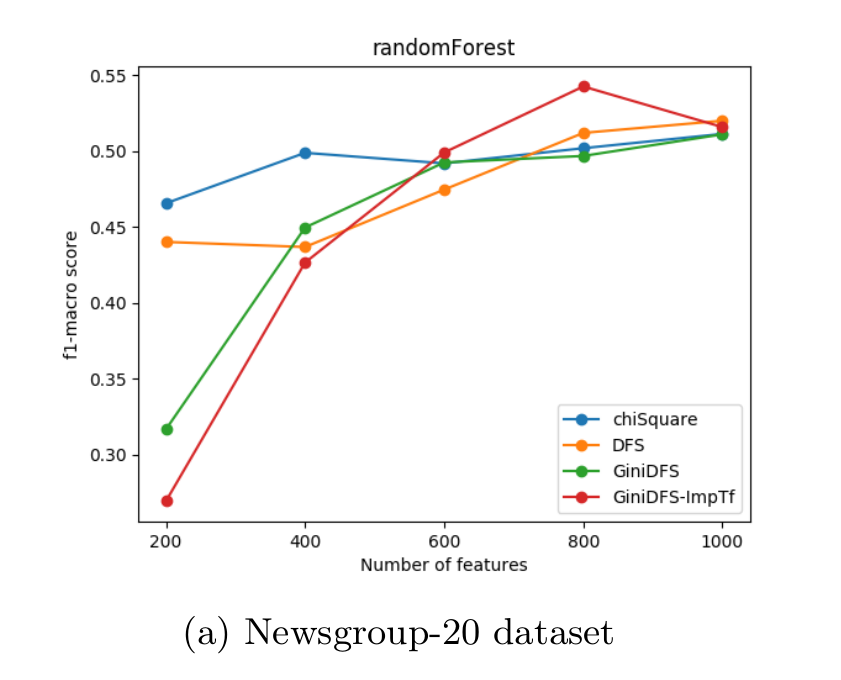 randomForest
0.55
0.50
0.45
0.40
0.35
0.30
f1-macro score
200 400 600 800 1000
Number of features
chiSquare
DFS
GiniDFS
GiniDFS-ImpTf
(a) Newsgroup-20 dataset